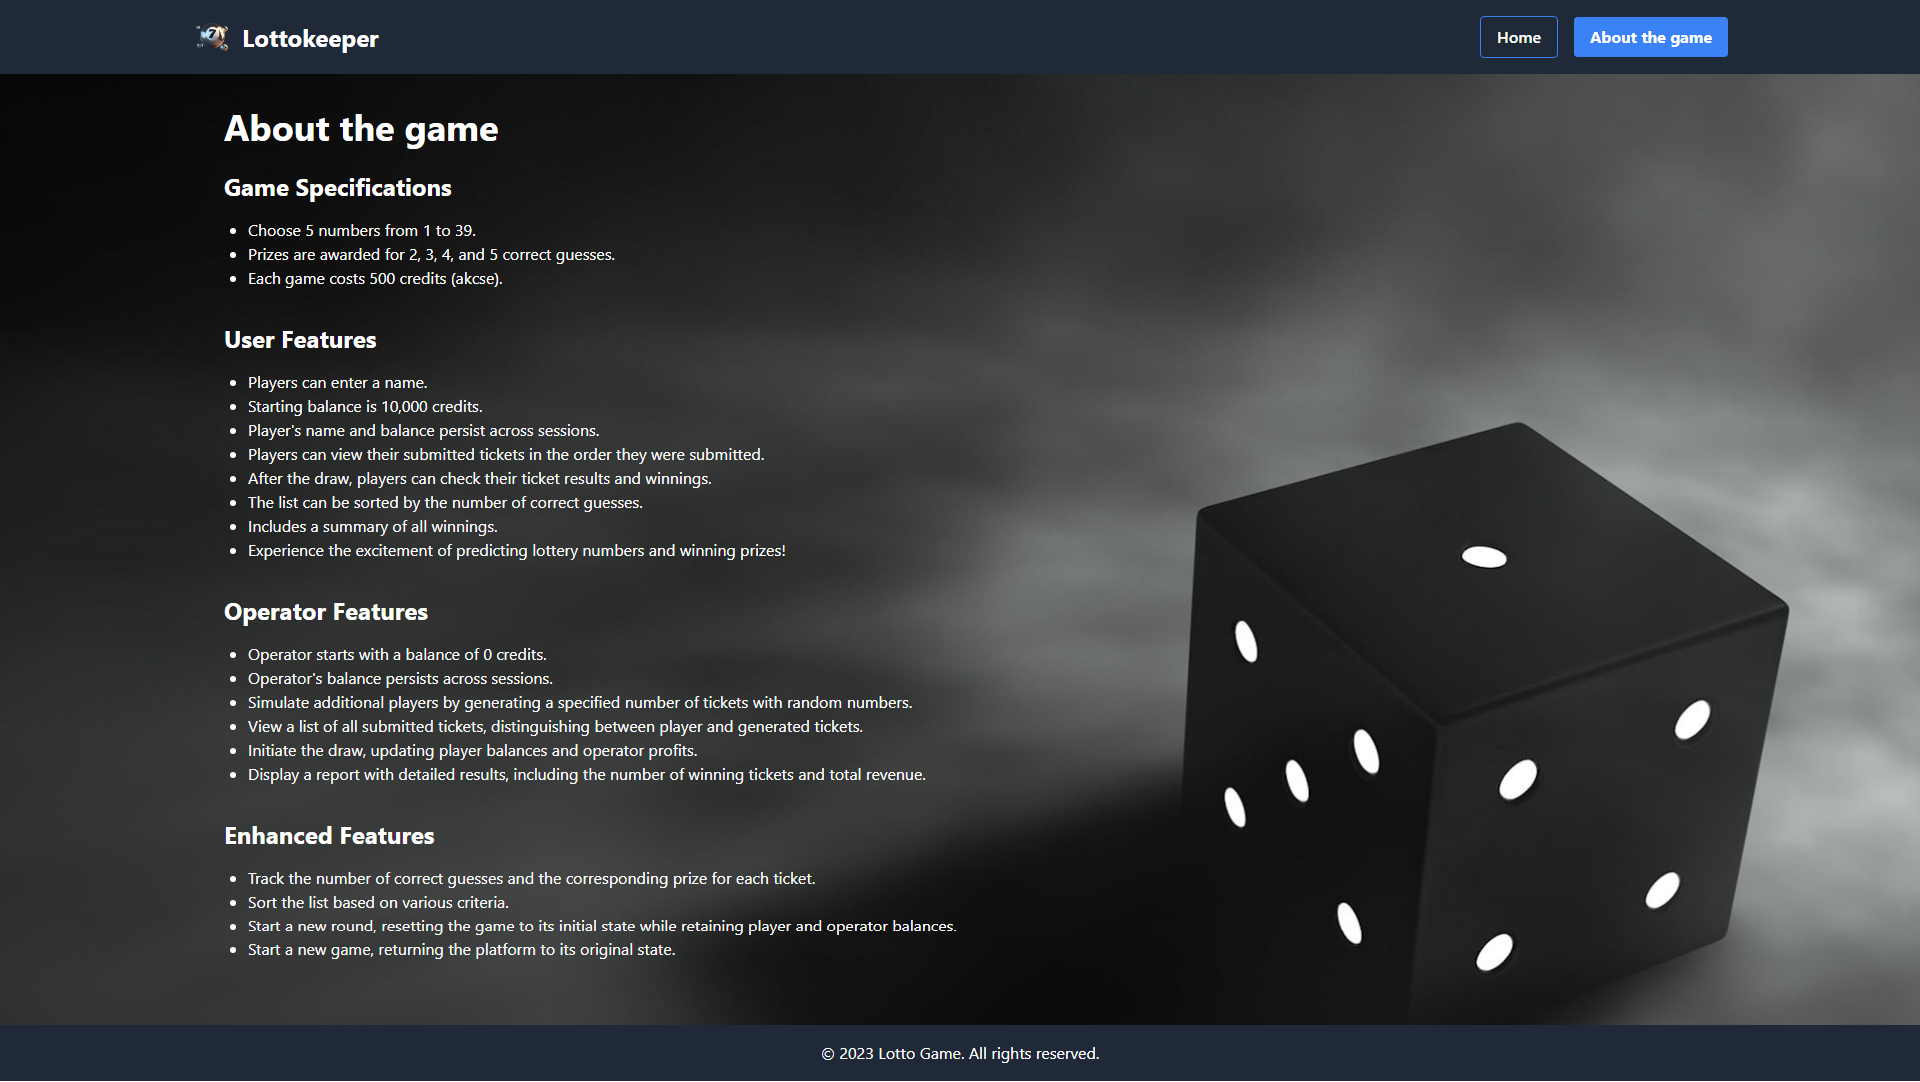 Lottokeeper
Home
About the game
About the game
Game Specifications
Choose 5 numbers from 1 to 39.
Prizes are awarded for 2, 3, 4, and 5 correct guesses.
Each game costs 500 credits (akcse).
User Features
Players can enter a name.
Starting balance is 10,000 credits.
Player's name and balance persist across sessions.
Players can view their submitted tickets in the order they were submitted.
After the draw, players can check their ticket results and winnings.
The list can be sorted by the number of correct guesses.
Includes a summary of all winnings.
Experience the excitement of predicting lottery numbers and winning prizes!
Operator Features
Operator starts with a balance of 0 credits.
Operator's balance persists across sessions.
Simulate additional players by generating a specified number of tickets with random numbers.
View a list of all submitted tickets, distinguishing between player and generated tickets.
Initiate the draw, updating player balances and operator profits.
Display a report with detailed results, including the number of winning tickets and total revenue.
Enhanced Features
Track the number of correct guesses and the corresponding prize for each ticket.
Sort the list based on various criteria.
Start a new round, resetting the game to its initial state while retaining player and operator balances.
Start a new game, returning the platform to its original state.
© 2023 Lotto Game. All rights reserved.